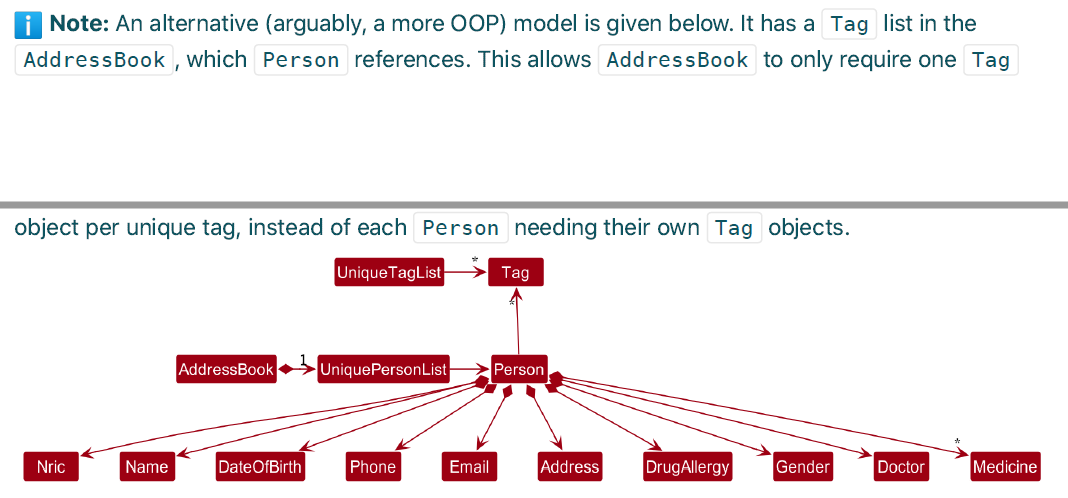 i Note: An alternative (arguably, a more OOP) model is given below. It has a Tag list in the
AddressBook, which Person references. This allows AddressBook to only require one Tag
object per unique tag, instead of each Person needing their own Tag objects.
UniqueTagList * Tag
*
AddressBook 1 UniquePersonList Person
*
Nric Name DateOfBirth Phone Email Address DrugAllergy Gender Doctor Medicine